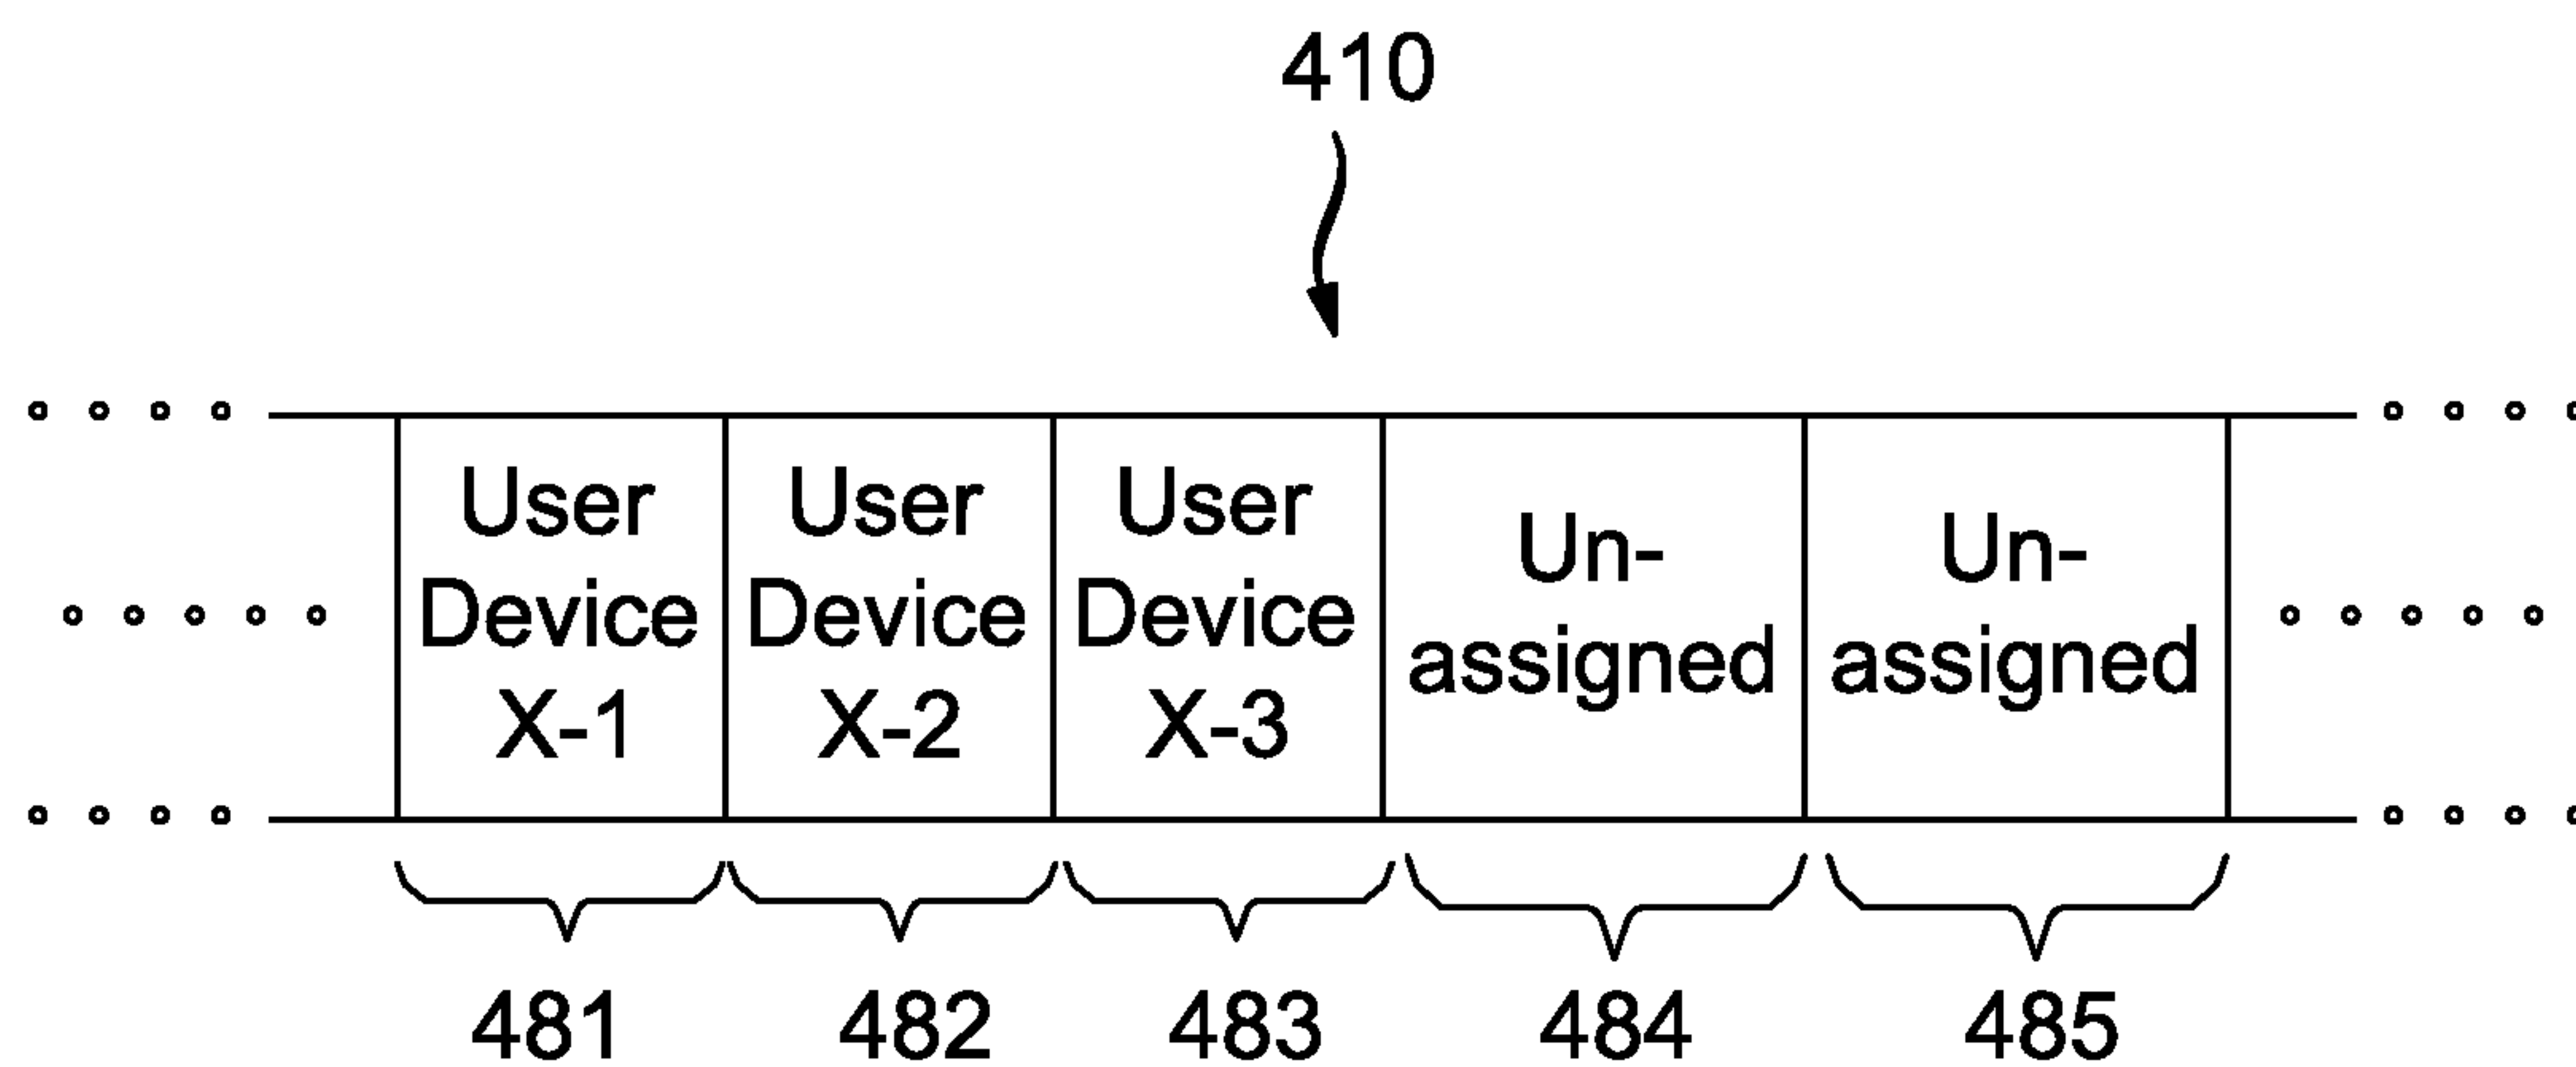 410
User
Device
X-1
User
Device
X-2
User
Device
X-3
Un-
assigned
Un-
assigned
481
482
483
484
485